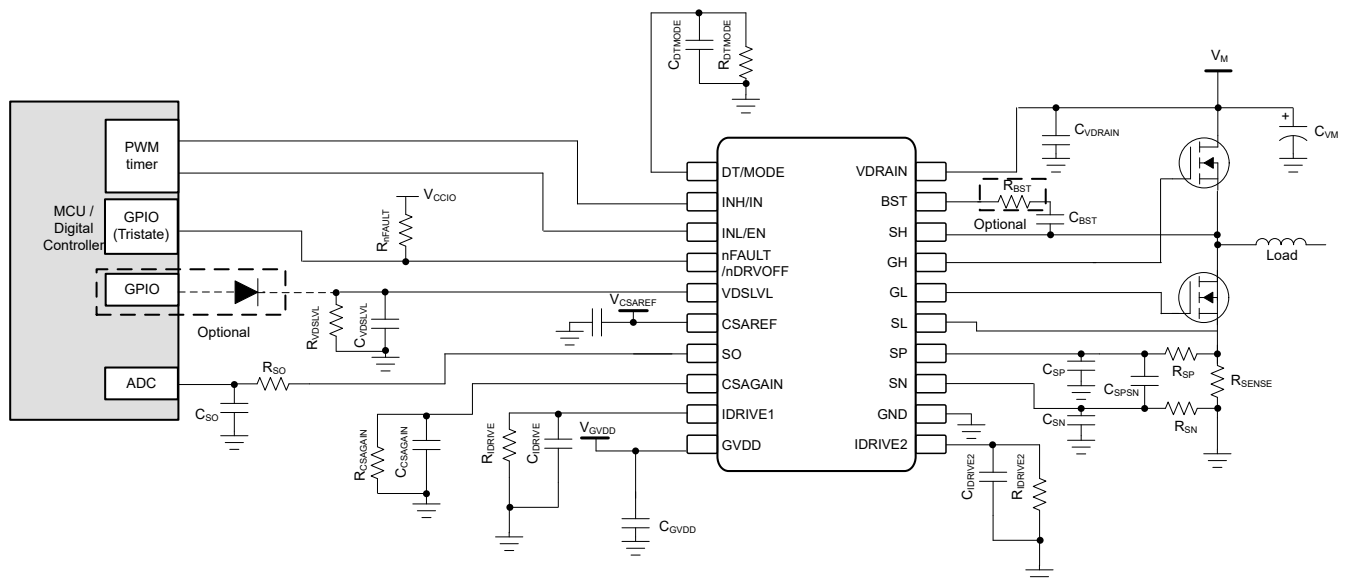 C_DTMODE
R_DTMODE
V_M
C_VDRAIN
+
C_VM
PWM
timer
MCU /
Digital
Controller
GPIO
(Tristate)
GPIO
Optional
ADC
V_CCIO
R_nFAULT
R_VDSLVL
C_VDSLVL
V_CSAREF
R_SO
C_SO
R_CSAGAIN
C_CSAGAIN
R_IDRIVE
C_IDRIVE
V_GVDD
C_GVDD
DT/MODE
INH/IN
INL/EN
nFAULT
/nDRVOFF
VDSLVL
CSAREF
SO
CSAGAIN
IDRIVE1
GVDD
VDRAIN
BST
SH
GH
GL
SL
SP
SN
GND
IDRIVE2
R_BST
Optional
C_BST
Load
C_SP
C_SPSN
R_SP
R_SENSE
C_SN
R_SN
C_IDRIVE2
R_IDRIVE2